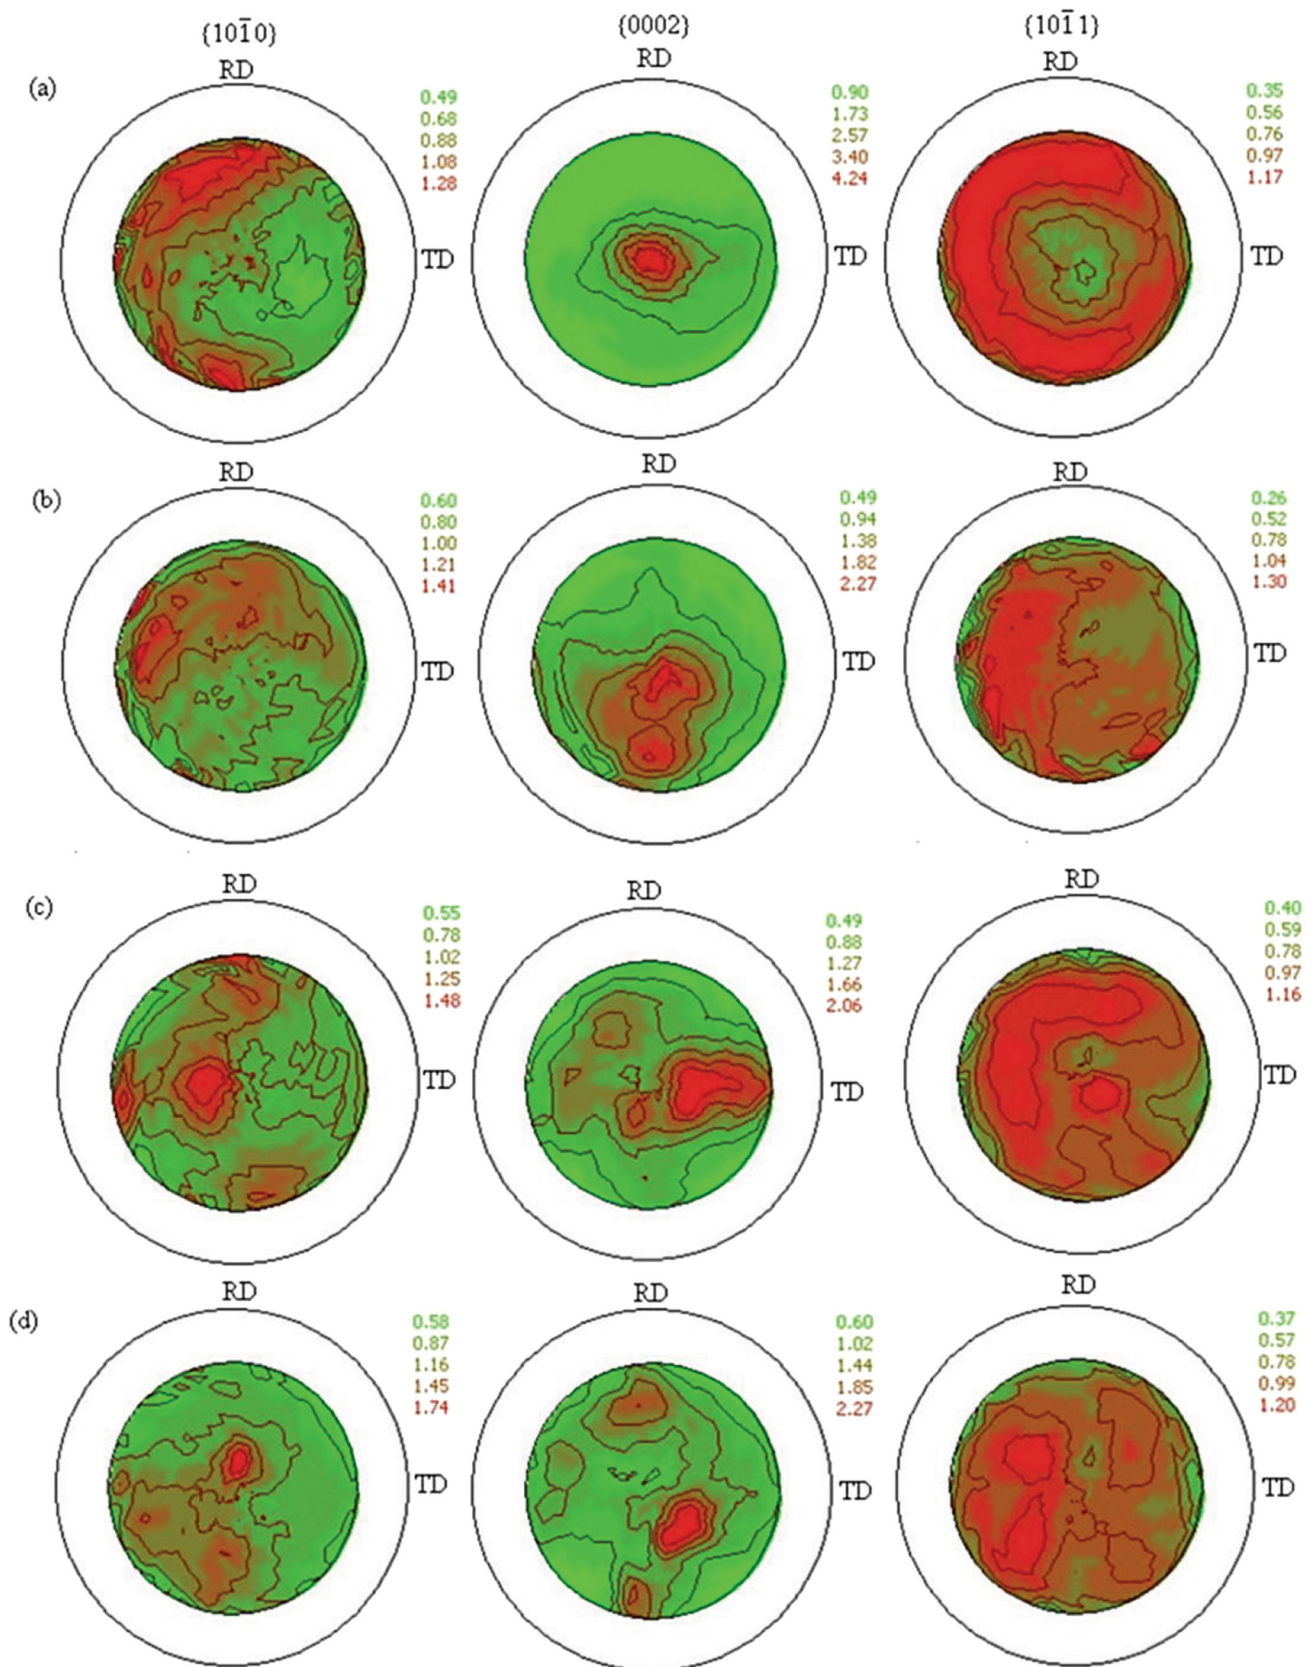 {101̅0} {0002} {101̅1}
RD RD RD
(a)
0.49 0.90 0.35
0.68 1.73 0.56
0.88 2.57 0.76
1.08 3.40 0.97
1.28 4.24 1.17
TD TD TD
RD RD RD
(b)
0.60 0.49 0.26
0.80 0.94 0.52
1.00 1.38 0.78
1.21 1.82 1.04
1.41 2.27 1.30
TD TD TD
RD RD RD
(c)
0.55 0.49 0.40
0.78 0.88 0.59
1.02 1.27 0.78
1.25 1.66 0.97
1.48 2.06 1.16
TD TD TD
RD RD RD
(d)
0.58 0.60 0.37
0.87 1.02 0.57
1.16 1.44 0.78
1.45 1.85 0.99
1.74 2.27 1.20
TD TD TD